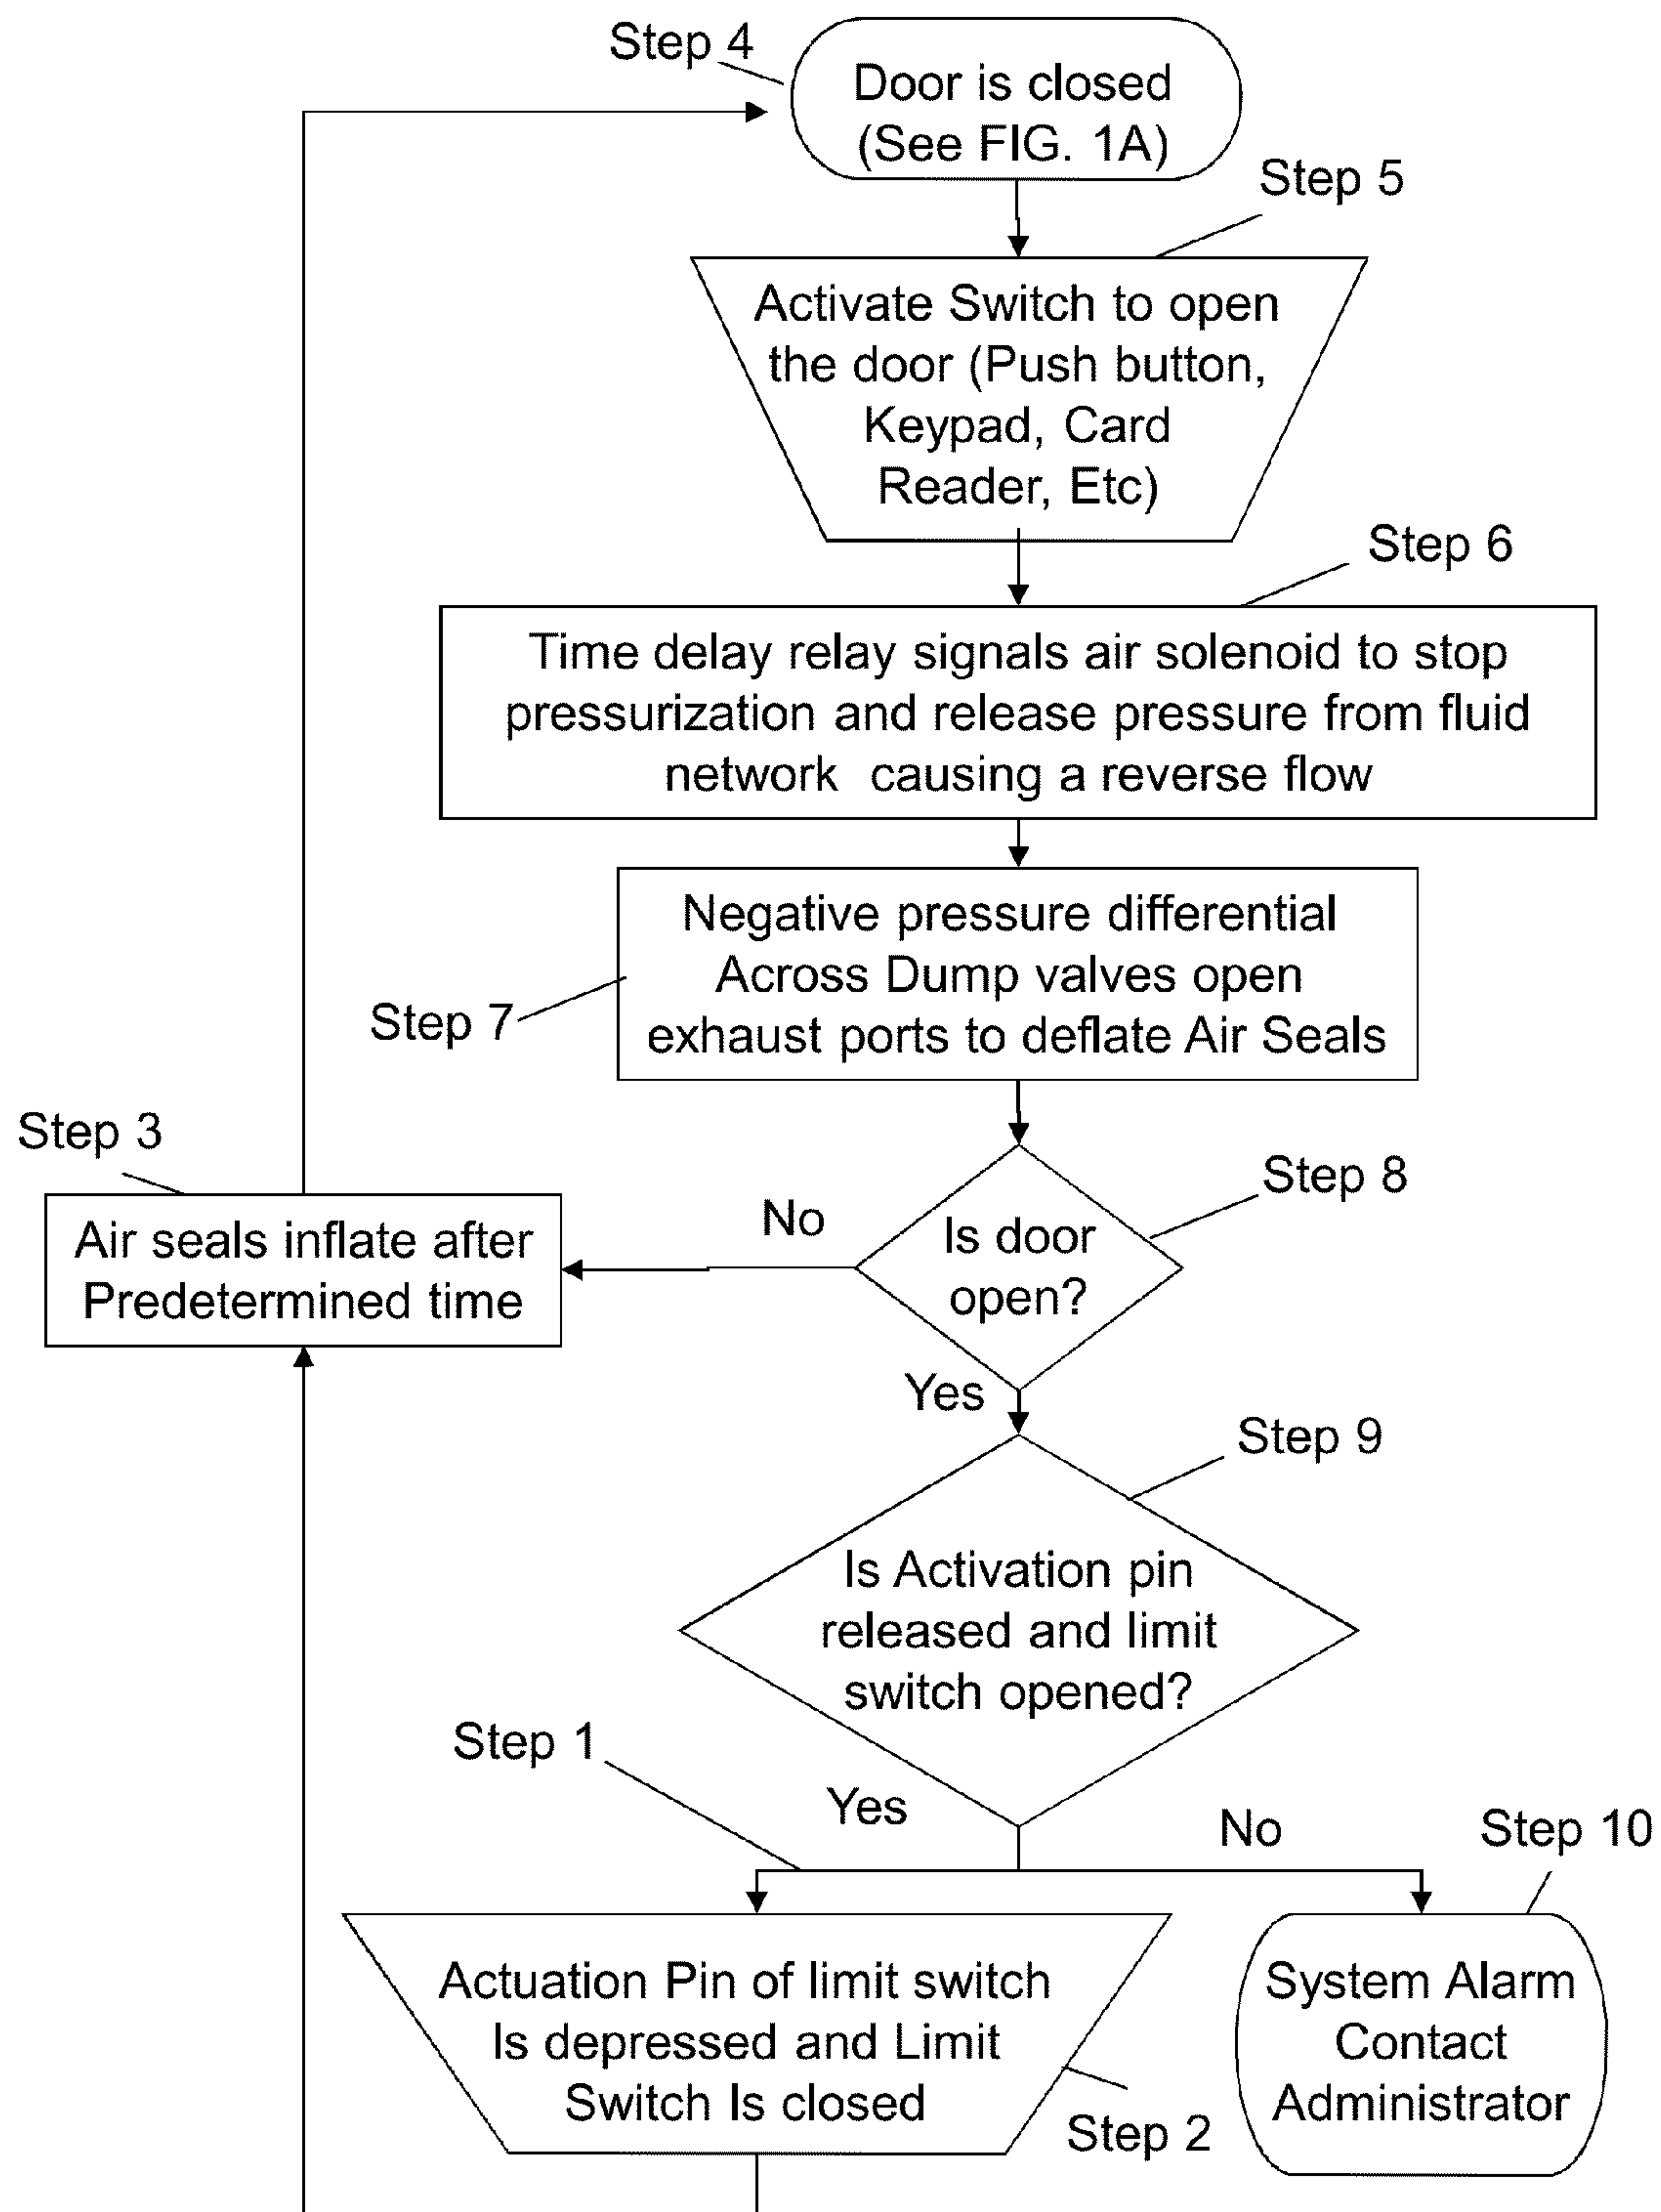 Step 4
Door is closed
(See FIG. 1A)
Step 5
Activate Switch to open
the door (Push button,
Keypad, Card
Reader, Etc)
Step 6
Time delay relay signals air solenoid to stop
pressurization and release pressure from fluid
network causing a reverse flow
Negative pressure differential
Across Dump valves open
exhaust ports to deflate Air Seals
Step 7
Step 3
Air seals inflate after
Predetermined time
No
Step 8
Is door
open?
Yes
Step 9
Is Activation pin
released and limit
switch opened?
Step 1
Yes
No
Step 10
Actuation Pin of limit switch
Is depressed and Limit
Switch Is closed
Step 2
System Alarm
Contact
Administrator